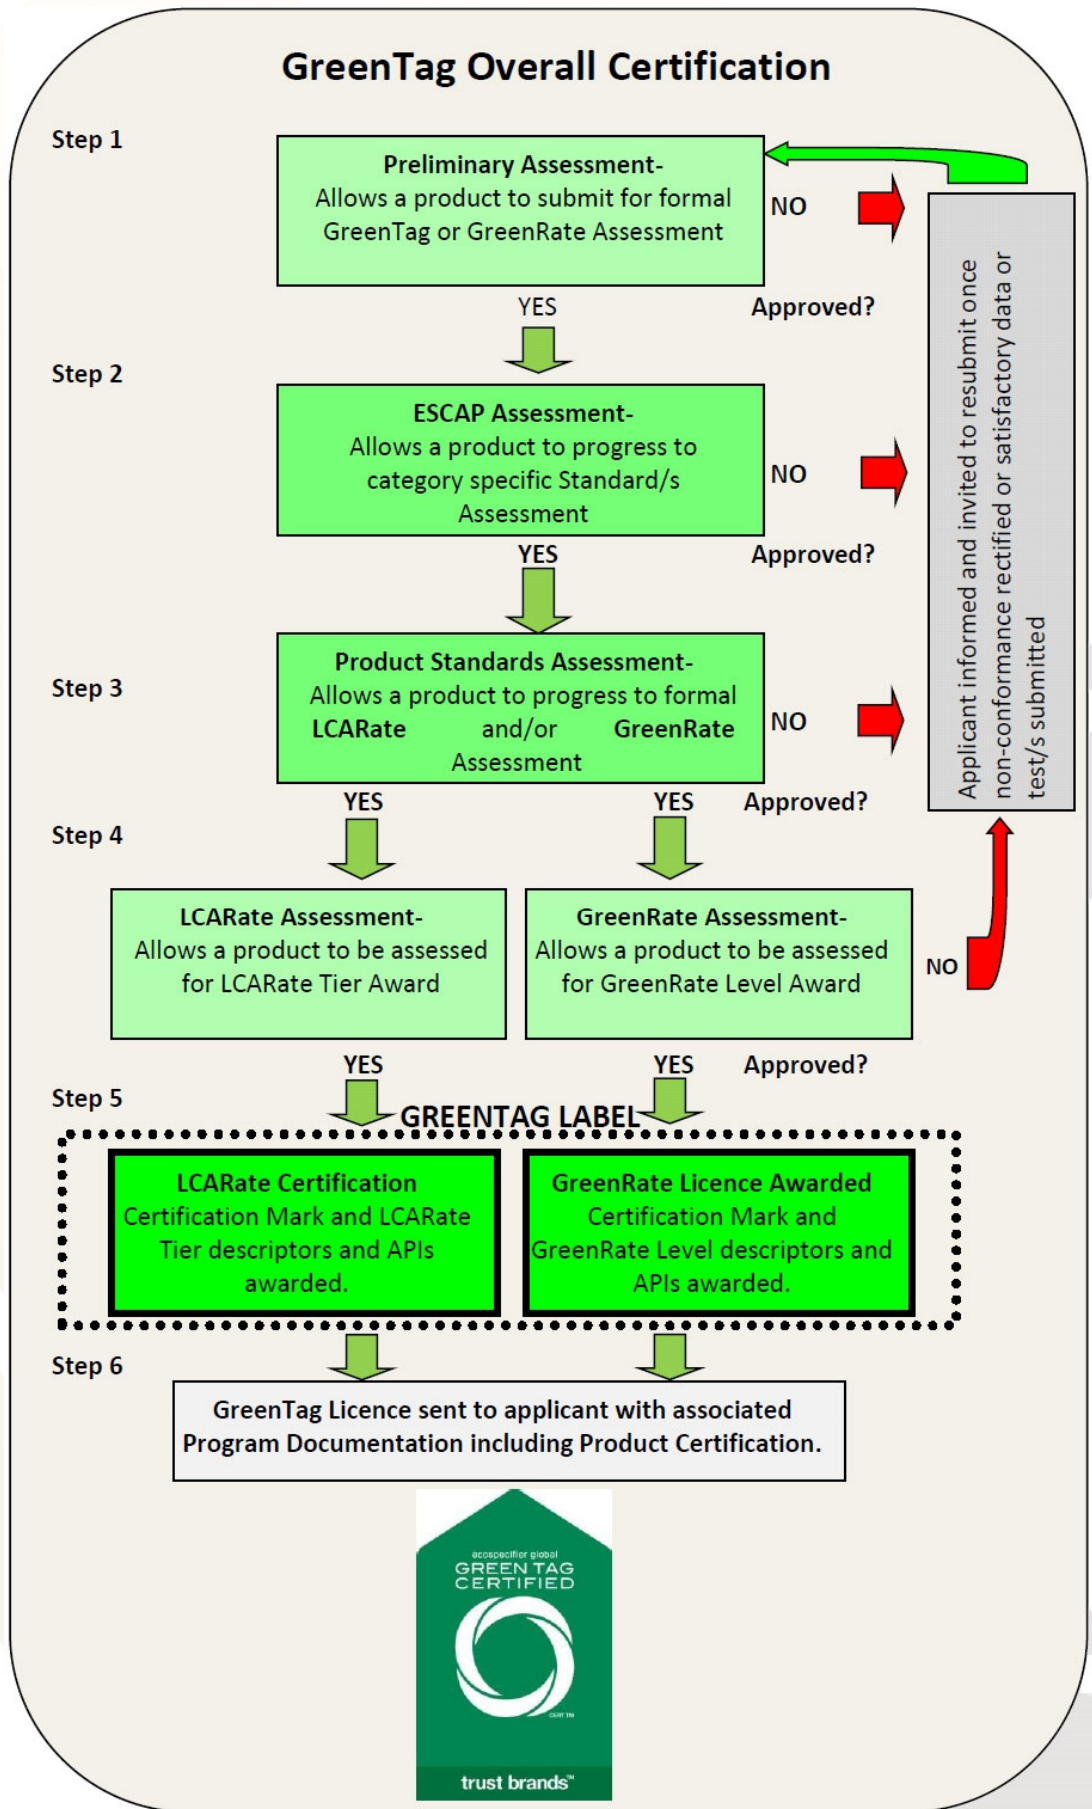 GreenTag Overall Certification
Step 1
Preliminary Assessment-
Allows a product to submit for formal
GreenTag or GreenRate Assessment
NO
YES
Approved?
Step 2
ESCAP Assessment-
Allows a product to progress to
category specific Standard/s
Assessment
NO
YES
Approved?
Step 3
Product Standards Assessment-
Allows a product to progress to formal
LCARate and/or GreenRate
Assessment
NO
YES
YES
Approved?
Applicant informed and invited to resubmit once
non-conformance rectified or satisfactory data or
test/s submitted
Step 4
LCARate Assessment-
Allows a product to be assessed
for LCARate Tier Award
GreenRate Assessment-
Allows a product to be assessed
for GreenRate Level Award
NO
YES
YES
Approved?
Step 5
GREENTAG LABEL
LCARate Certification
Certification Mark and LCARate
Tier descriptors and APIs
awarded.
GreenRate Licence Awarded
Certification Mark and
GreenRate Level descriptors and
APIs awarded.
Step 6
GreenTag Licence sent to applicant with associated
Program Documentation including Product Certification.
ecospecifier global
GREEN TAG
CERTIFIED
CERT TM
trust brands™